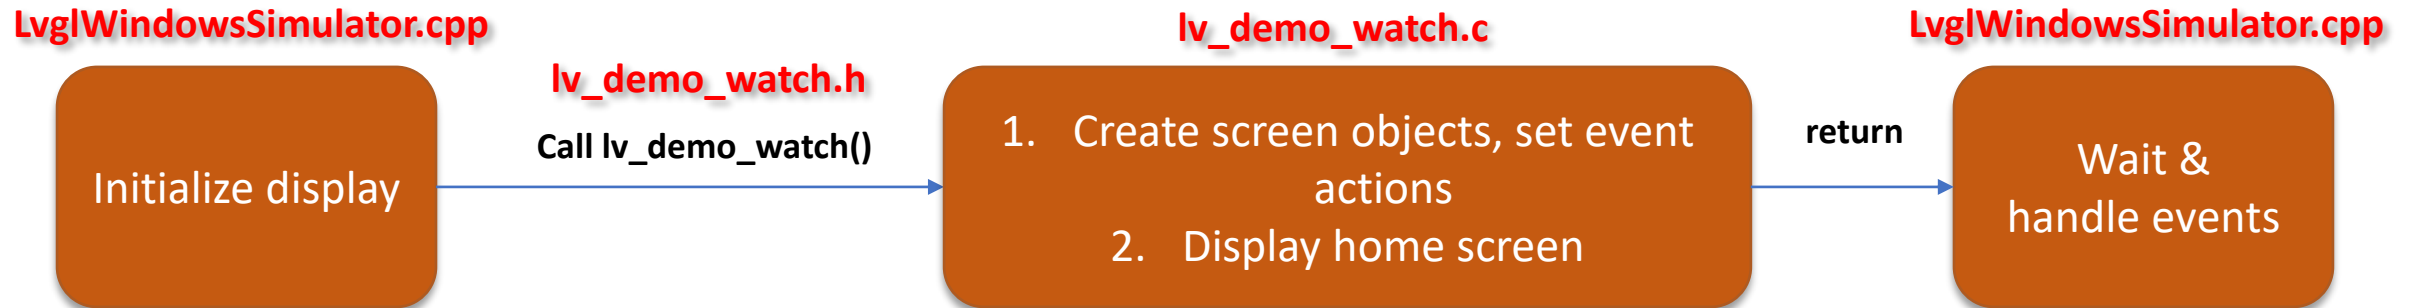 LvglWindowsSimulator.cpp
Initialize display
lv_demo_watch.h
Call lv_demo_watch()
lv_demo_watch.c
1. Create screen objects, set event
actions
2. Display home screen
return
LvglWindowsSimulator.cpp
Wait &
handle events